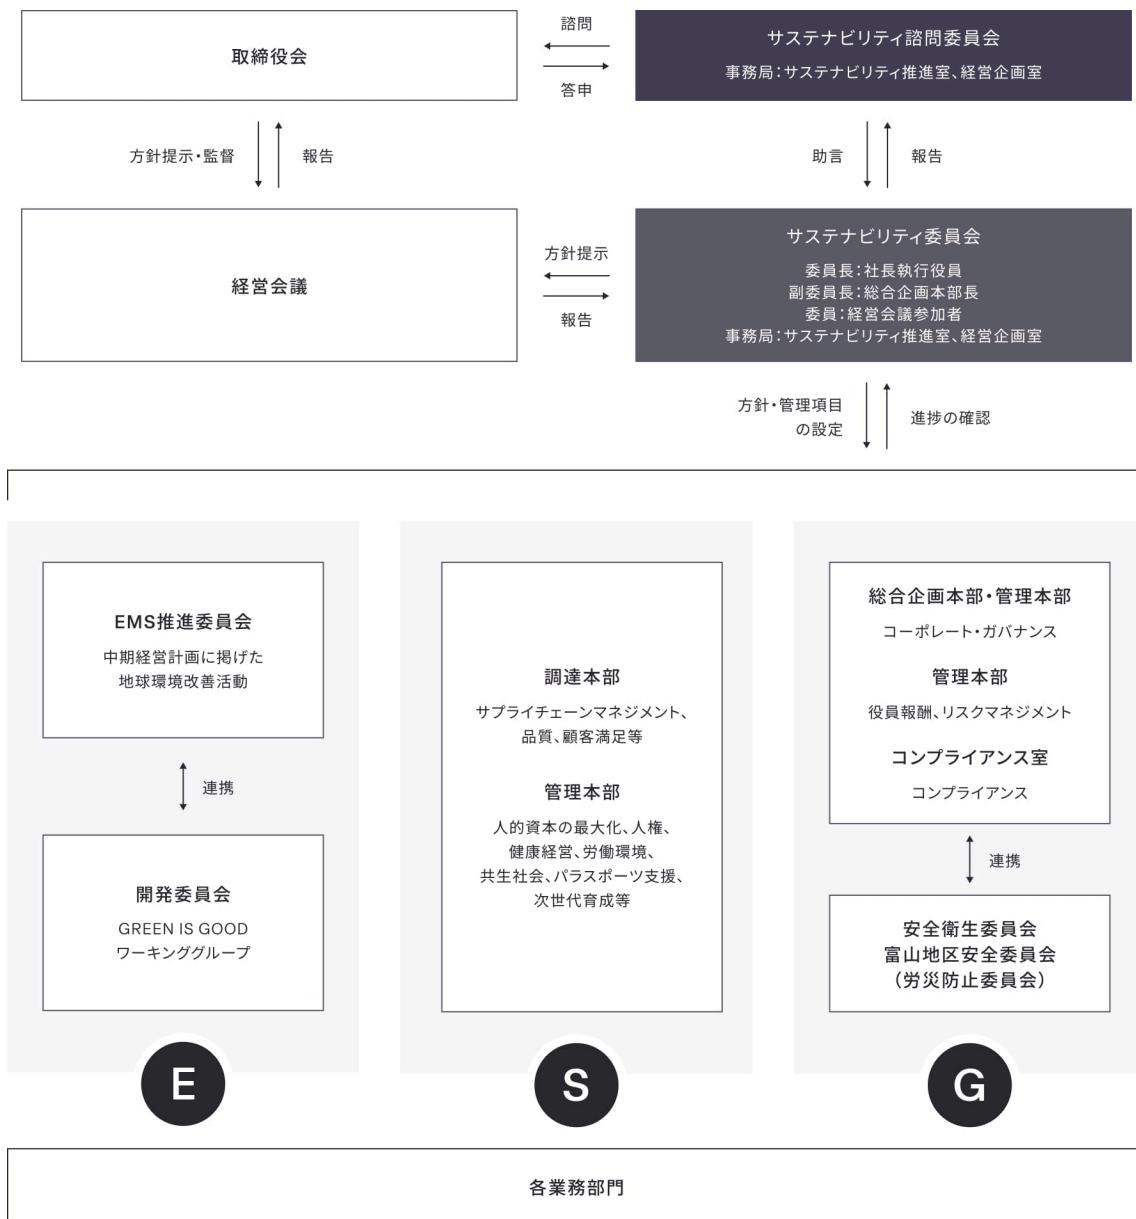 取締役会
諮問
答申
サステナビリティ諮問委員会
事務局：サステナビリティ推進室、経営企画室
方針提示・監督
報告
助言
報告
経営会議
方針提示
報告
サステナビリティ委員会
委員長：社長執行役員
副委員長：総合企画本部長
委員：経営会議参加者
事務局：サステナビリティ推進室、経営企画室
方針・管理項目
の設定
進捗の確認
EMS推進委員会
中期経営計画に掲げた
地球環境改善活動
連携
開発委員会
GREEN IS GOOD
ワーキンググループ
E
調達本部
サプライチェーンマネジメント、
品質、顧客満足等
管理本部
人的資本の最大化、人権、
健康経営、労働環境、
共生社会、パラスポーツ支援、
次世代育成等
S
総合企画本部・管理本部
コーポレート・ガバナンス
管理本部
役員報酬、リスクマネジメント
コンプライアンス室
コンプライアンス
連携
安全衛生委員会
富山地区安全委員会
（労災防止委員会）
G
各業務部門